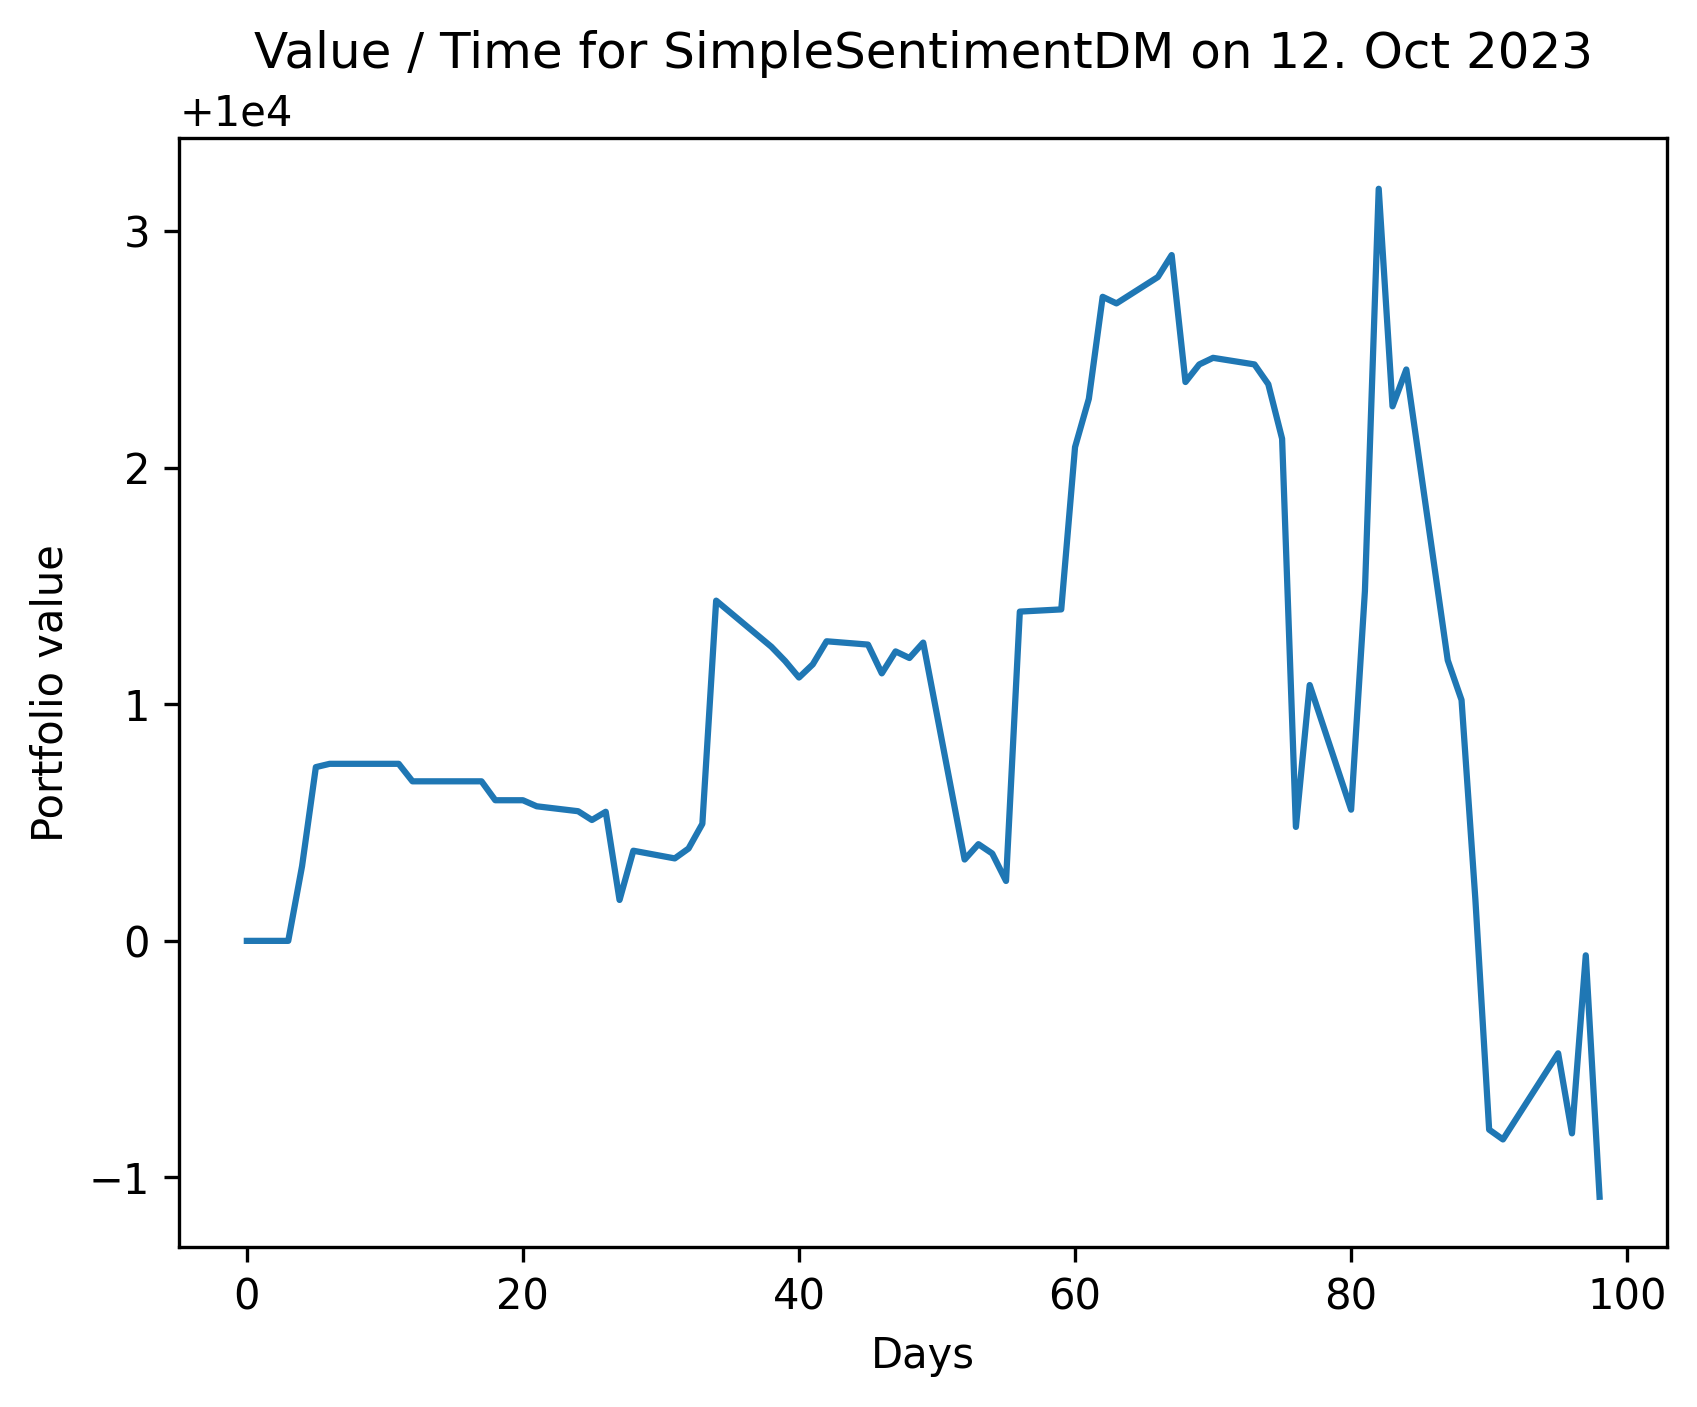 Value / Time for SimpleSentimentDM on 12. Oct 2023
+1e4
3
2
1
0
−1
Portfolio value
0 20 40 60 80 100
Days